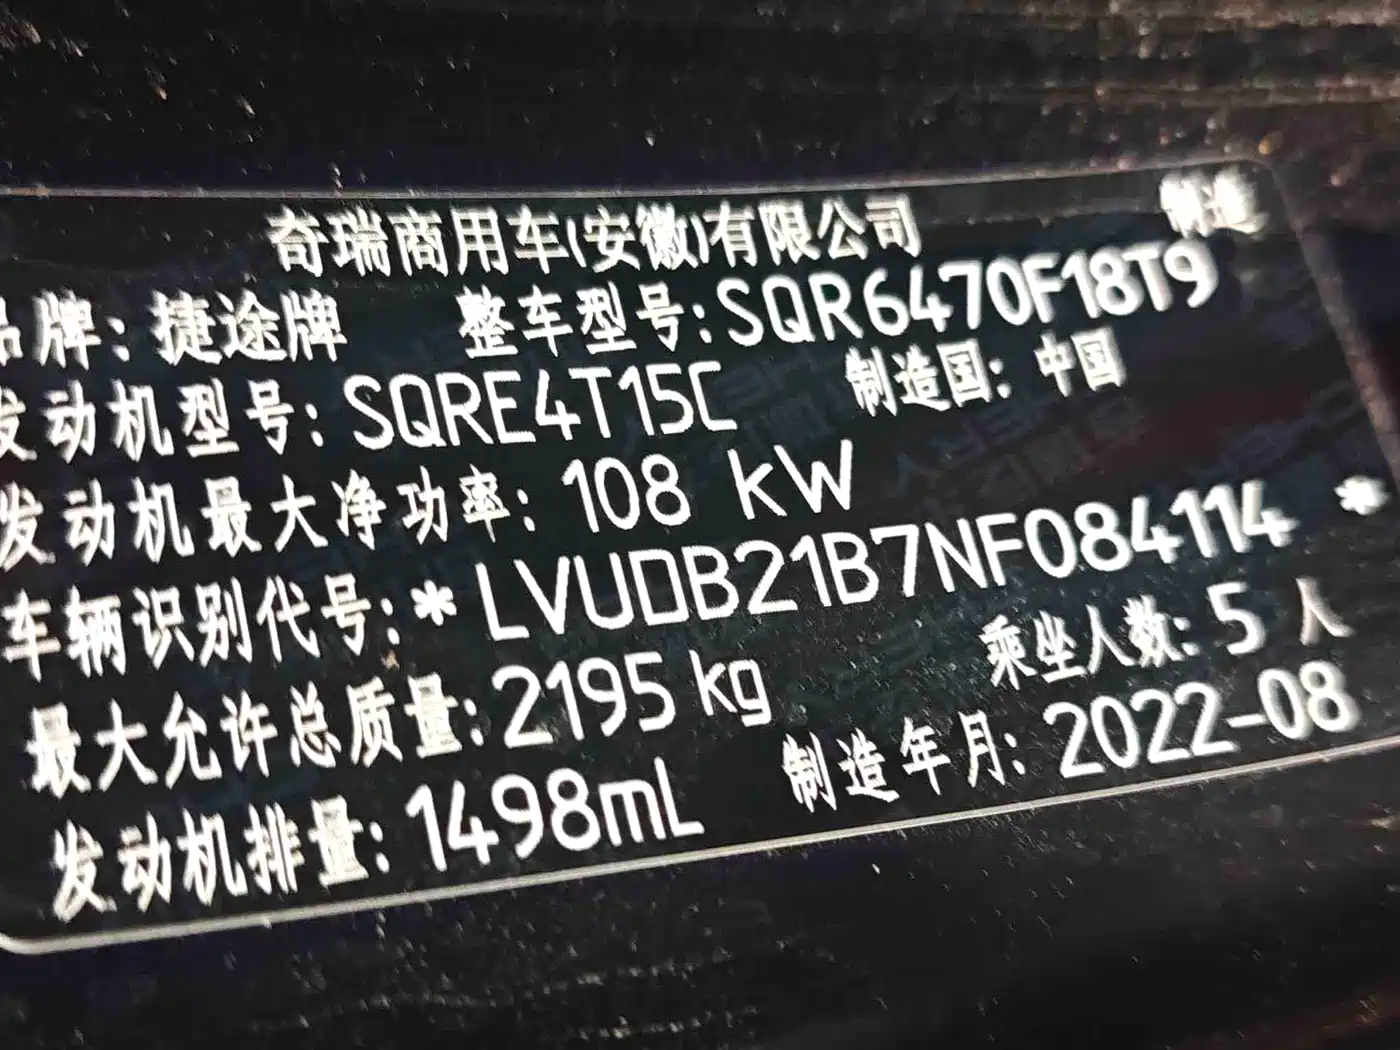 奇瑞商用车(安徽)有限公司 制造
品牌：捷途牌 整车型号：SQR6470F18T9
发动机型号：SQRE4T15C 制造国：中国
发动机最大净功率：108 kW
车辆识别代号：*LVUDB21B7NF084114*
最大允许总质量：2195 kg 乘坐人数：5 人
发动机排量：1498mL 制造年月：2022-08